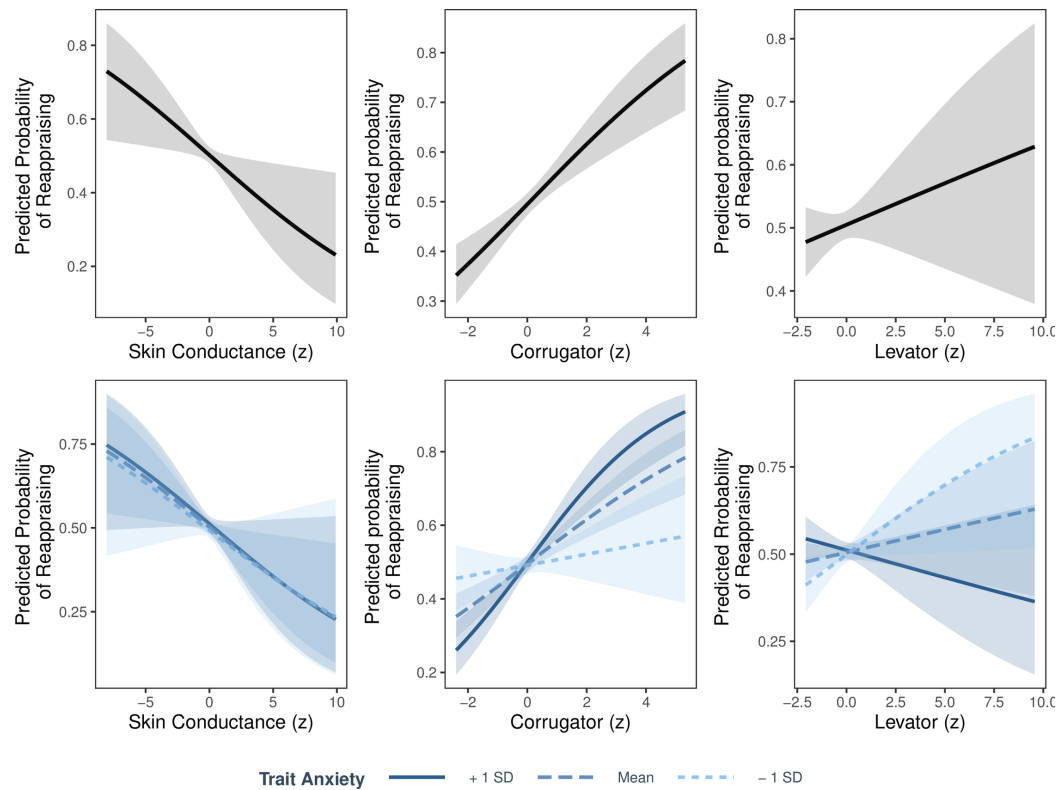 Predicted Probability
of Reappraising
0.8
0.6
0.4
0.2
−5
0
5
10
Skin Conductance (z)
Predicted probability
of Reappraising
0.8
0.7
0.6
0.5
0.4
0.3
−2
0
2
4
Corrugator (z)
Predicted probability
of Reappraising
0.8
0.7
0.6
0.5
0.4
−2.5
0.0
2.5
5.0
7.5
10.0
Levator (z)
Predicted Probability
of Reappraising
0.75
0.50
0.25
−5
0
5
10
Skin Conductance (z)
Predicted probability
of Reappraising
0.8
0.6
0.4
0.2
−2
0
2
4
Corrugator (z)
Predicted Robability
of Reappraising
0.75
0.50
0.25
−2.5
0.0
2.5
5.0
7.5
10.0
Levator (z)
Trait Anxiety + 1 SD Mean − 1 SD